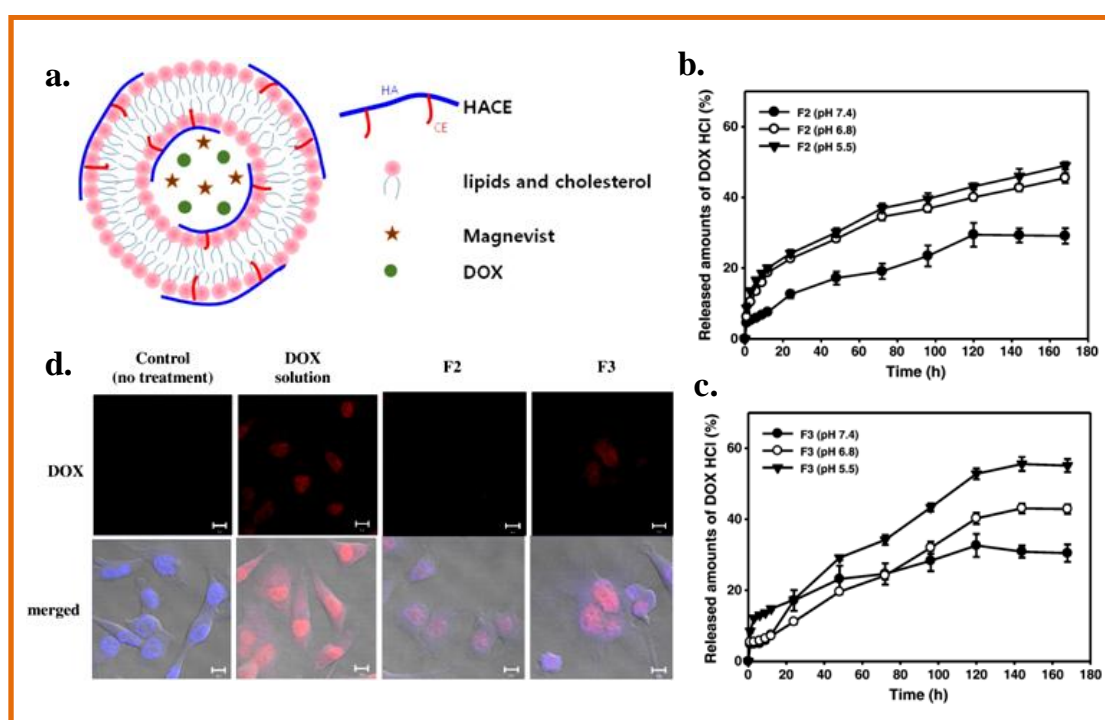 a.
HA
CE
HACE
lipids and cholesterol
Magnevist
DOX
b.
Released amounts of DOX HCl (%)
60
40
20
0
F2 (pH 7.4)
F2 (pH 6.8)
F2 (pH 5.5)
0 20 40 60 80 100 120 140 160 180
Time (h)
c.
Released amounts of DOX HCl (%)
60
40
20
0
F3 (pH 7.4)
F3 (pH 6.8)
F3 (pH 5.5)
0 20 40 60 80 100 120 140 160 180
Time (h)
d.
Control
(no treatment)
DOX
solution
F2
F3
DOX
merged